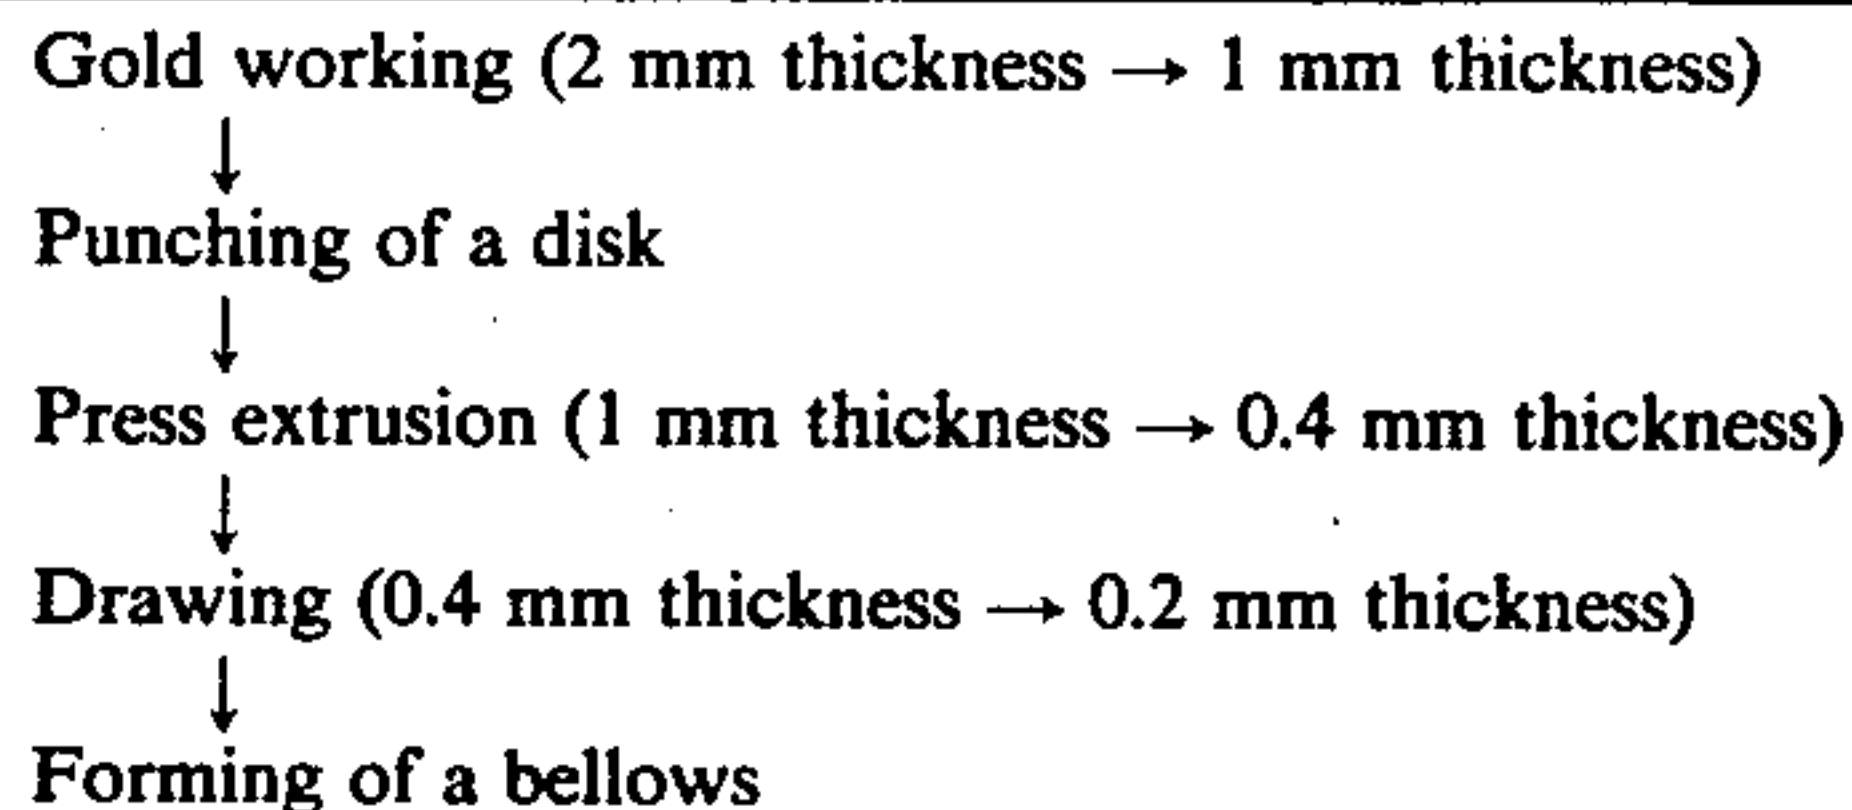 Gold working (2 mm thickness → 1 mm thickness)
↓
Punching of a disk
↓
Press extrusion (1 mm thickness → 0.4 mm thickness)
↓
Drawing (0.4 mm thickness → 0.2 mm thickness)
↓
Forming of a bellows